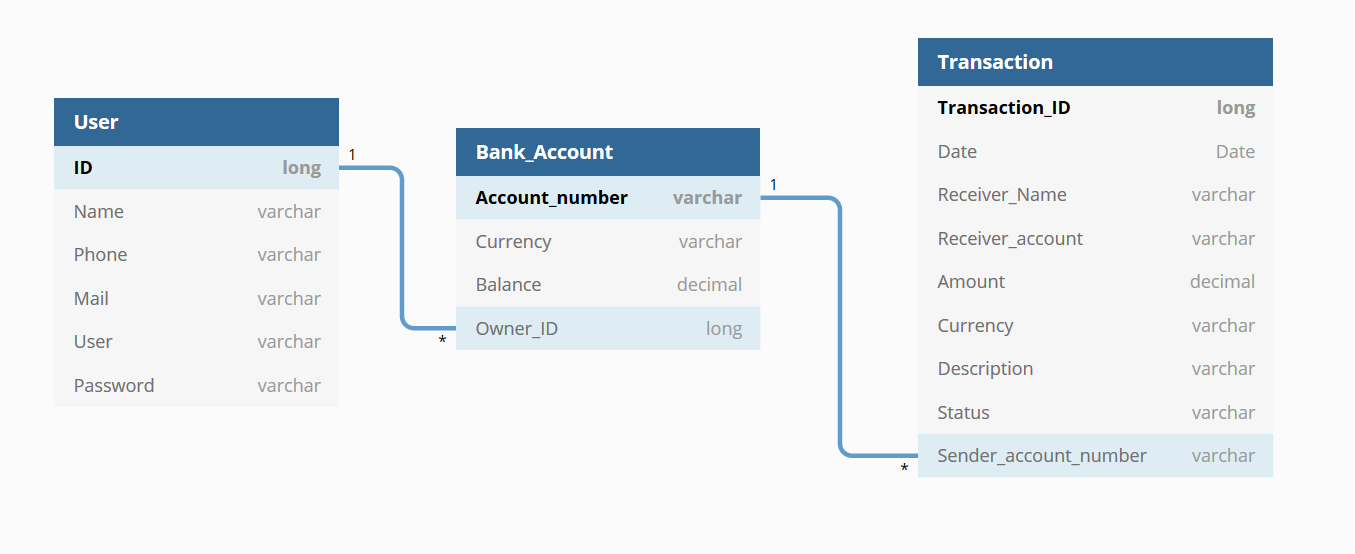 User
ID long
Name varchar
Phone varchar
Mail varchar
User varchar
Password varchar
1
*
Bank_Account
Account_number varchar
Currency varchar
Balance decimal
Owner_ID long
1
*
Transaction
Transaction_ID long
Date Date
Receiver_Name varchar
Receiver_account varchar
Amount decimal
Currency varchar
Description varchar
Status varchar
Sender_account_number varchar